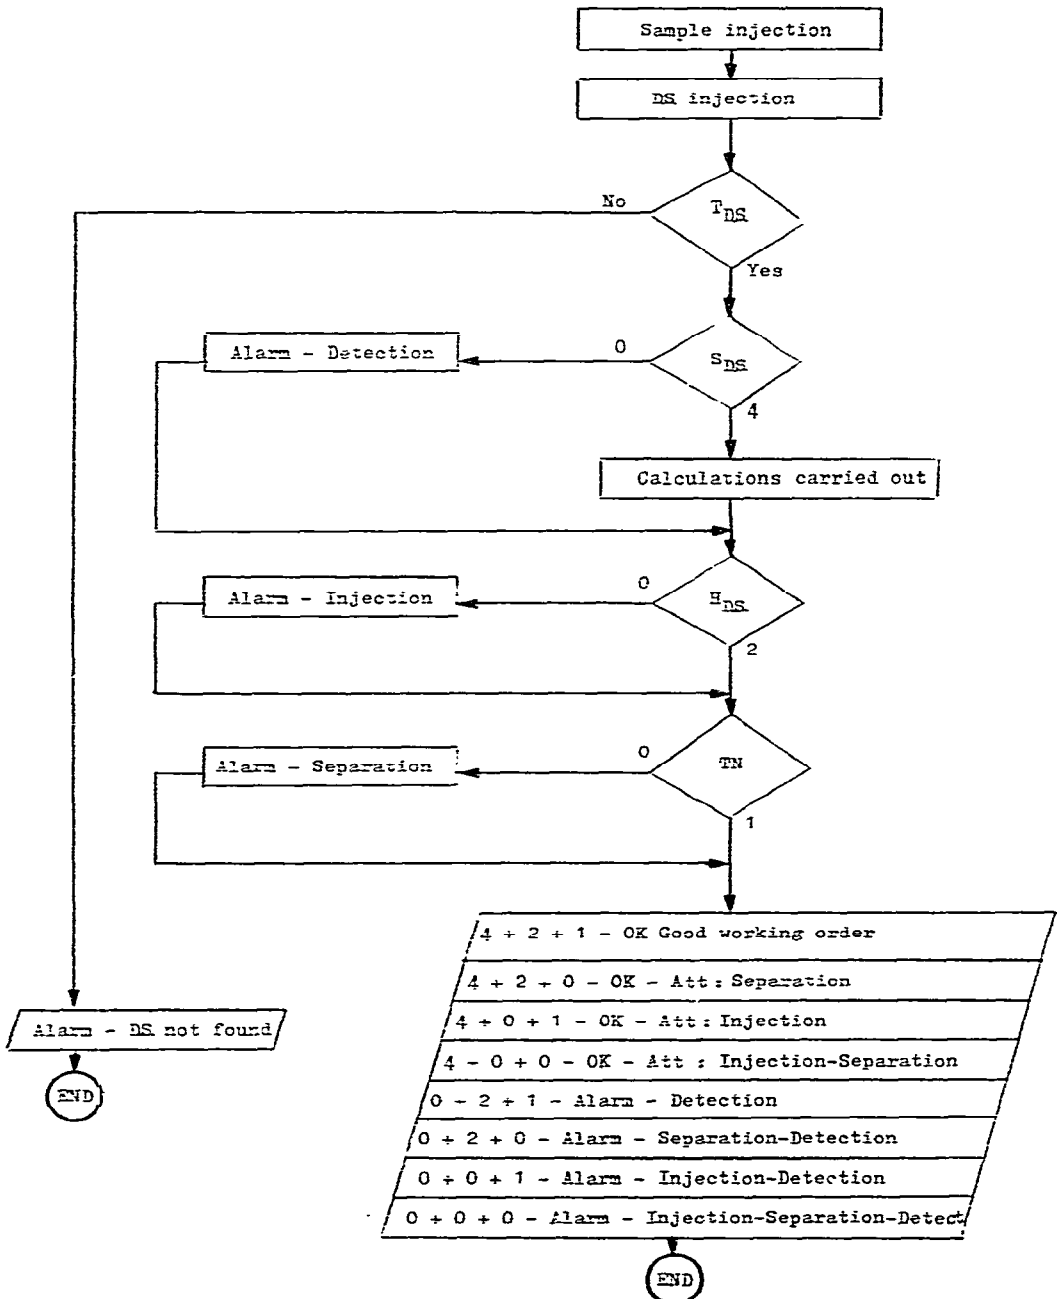 Sample injection
DS injection
No
T DS
Yes
Alarm - Detection
0
S DS
4
Calculations carried out
Alarm - Injection
0
H DS
2
Alarm - Separation
0
TN
1
4 + 2 + 1 - OK Good working order
4 + 2 + 0 - OK - Att: Separation
4 + 0 + 1 - OK - Att: Injection
4 - 0 + 0 - OK - Att : Injection-Separation
0 + 2 + 1 - Alarm - Detection
0 + 2 + 0 - Alarm - Separation-Detection
0 + 0 + 1 - Alarm - Injection-Detection
0 + 0 + 0 - Alarm - Injection-Separation-Detect
Alarm - DS not found
END
END